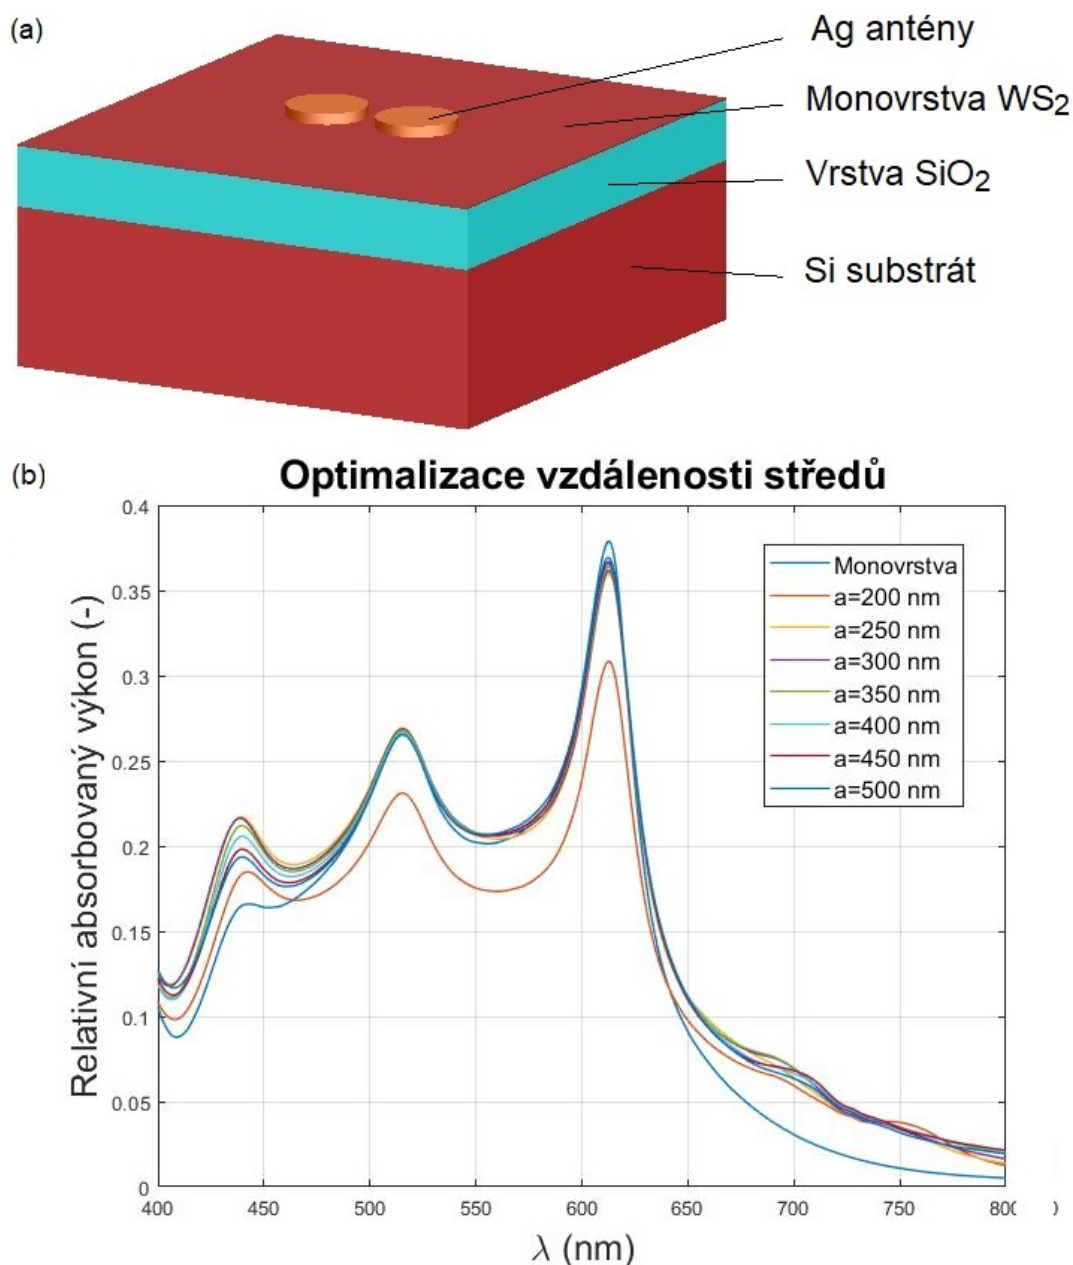 (a)
Ag antény
Monovrstva WS₂
Vrstva SiO₂
Si substrát
(b)
Optimalizace vzdálenosti středů
Relativní absorbovaný výkon (-)
0.4
0.35
0.3
0.25
0.2
0.15
0.1
0.05
0
Monovrstva
a=200 nm
a=250 nm
a=300 nm
a=350 nm
a=400 nm
a=450 nm
a=500 nm
400 450 500 550 600 650 700 750 800
λ (nm)